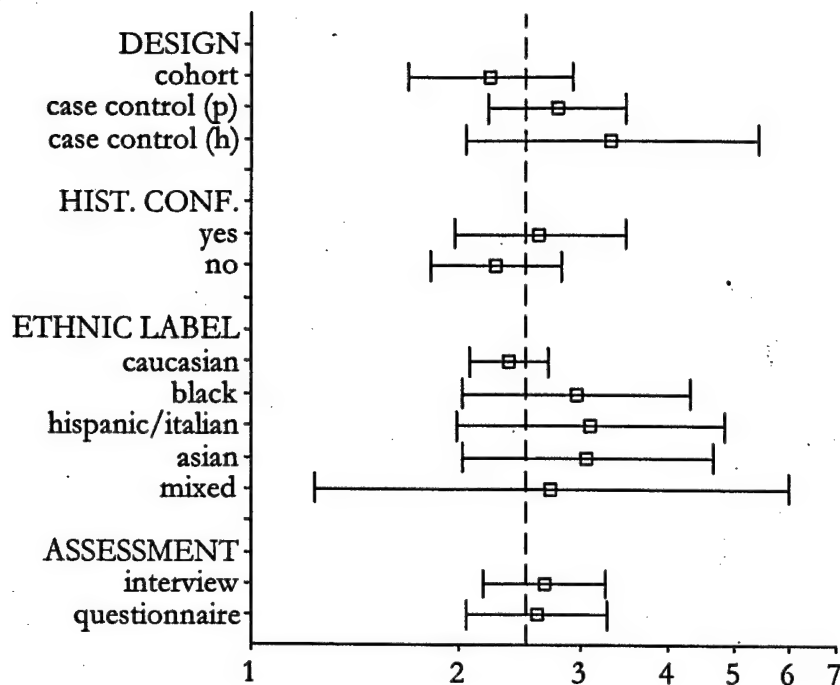 DESIGN
cohort
case control (p)
case control (h)
HIST. CONF.
yes
no
ETHNIC LABEL
caucasian
black
hispanic/italian
asian
mixed
ASSESSMENT
interview
questionnaire
1 2 3 4 5 6 7